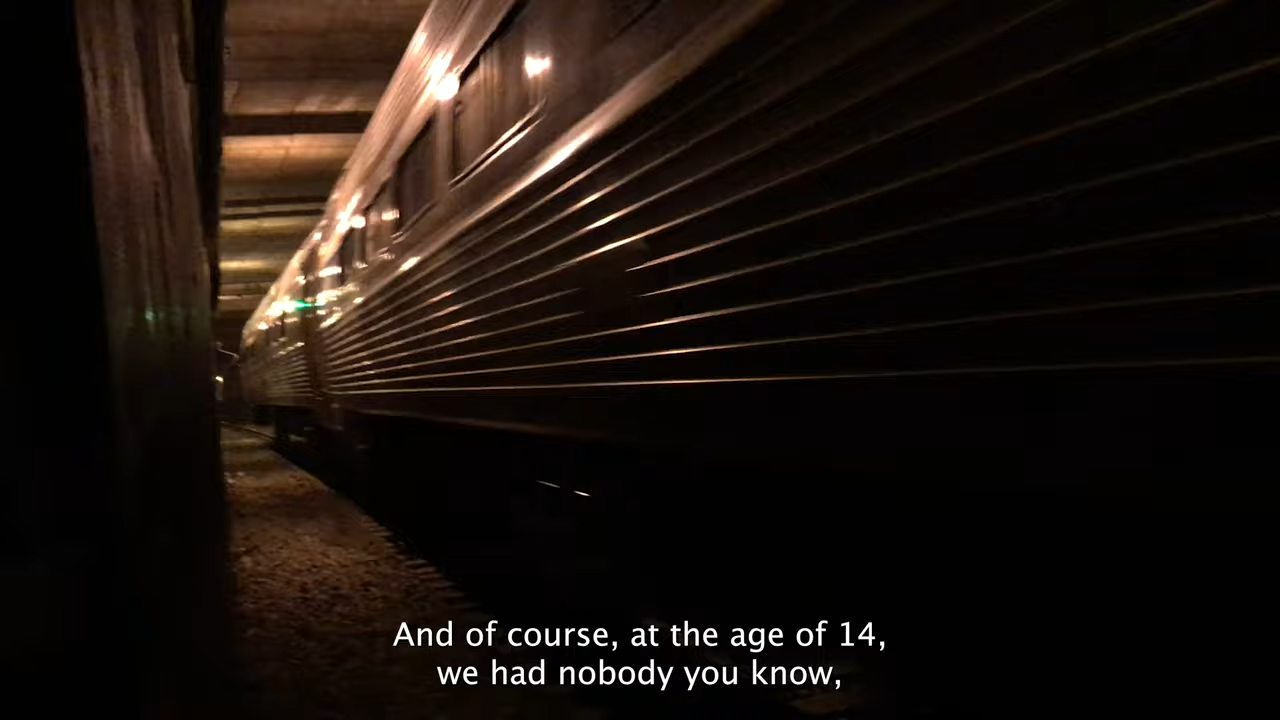 And of course, at the age of 14,
we had nobody you know,